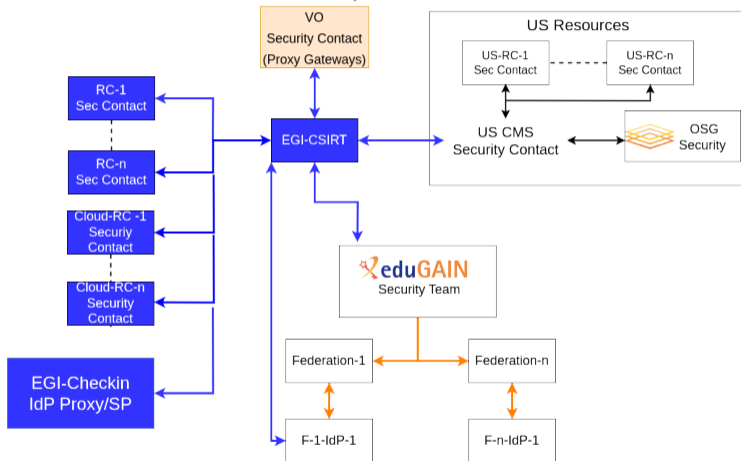 VO
Security Contact
(Proxy Gateways)
US Resources
US-RC-1
Sec Contact
US-RC-n
Sec Contact
RC-1
Sec Contact
EGI-CSIRT
US CMS
Security Contact
OSG
Security
RC-n
Sec Contact
Cloud-RC -1
Securiy
Contact
Cloud-RC-n
Security
Contact
eduGAIN
Security Team
EGI-Checkin
IdP Proxy/SP
Federation-1
Federation-n
F-1-IdP-1
F-n-IdP-1